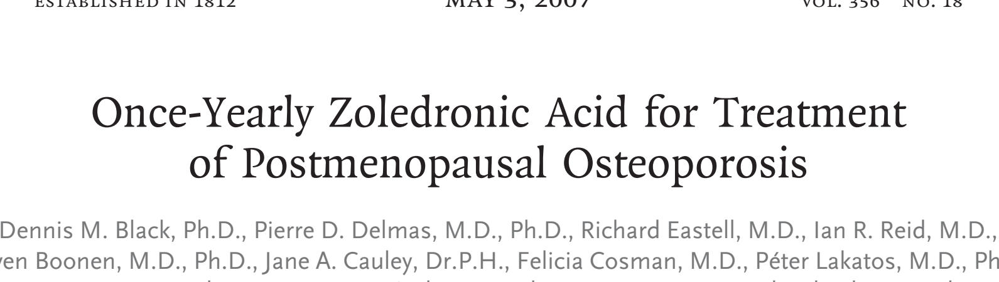 ESTABLISHED IN 1812 MAY 3, 2007 VOL. 356 NO. 18
Once-Yearly Zoledronic Acid for Treatment
of Postmenopausal Osteoporosis
Dennis M. Black, Ph.D., Pierre D. Delmas, M.D., Ph.D., Richard Eastell, M.D., Ian R. Reid, M.D.,
ven Boonen, M.D., Ph.D., Jane A. Cauley, Dr.P.H., Felicia Cosman, M.D., Péter Lakatos, M.D., Ph